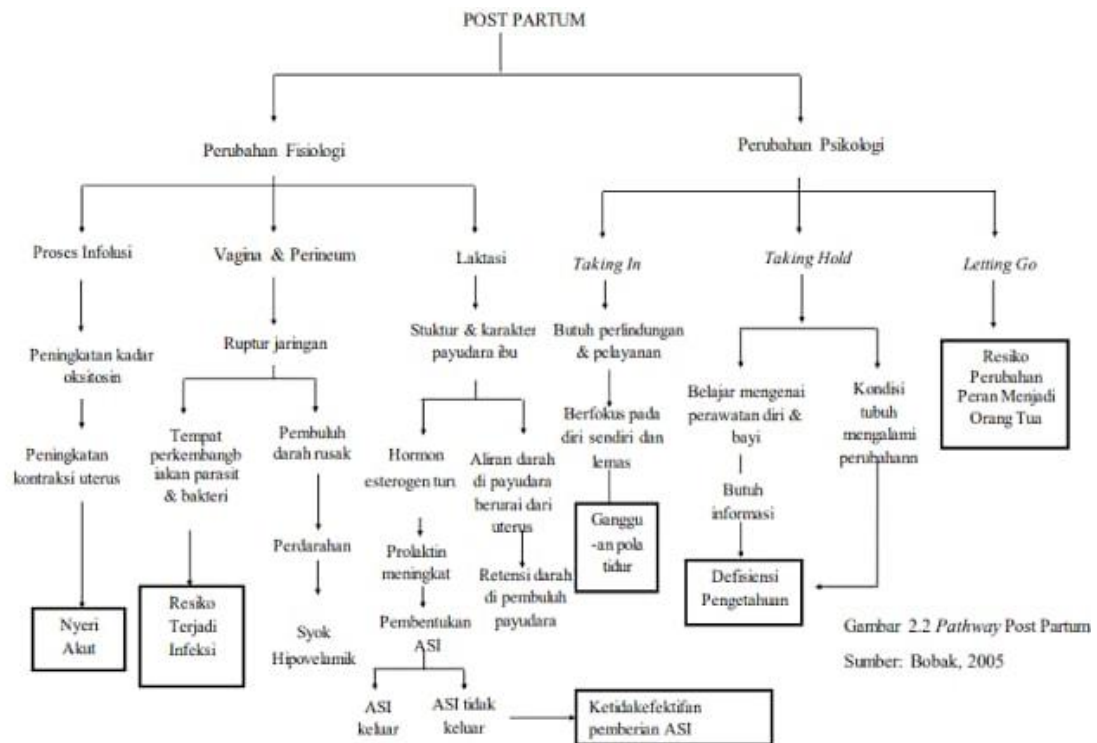 POST PARTUM
Perubahan Fisiologi
Perubahan Psikologi
Proses Infolusi
Vagina & Perineum
Laktasi
Taking In
Taking Hold
Letting Go
Peningkatan kadar
oksitosin
Peningkatan
kontraksi uterus
Nyeri
Akut
Ruptur jaringan
Tempat
perkembangb
iakan parasit
& bakteri
Resiko
Terjadi
Infeksi
Pembuluh
darah rusak
Perdarahan
Syok
Hipovelamik
Stuktur & karakter
payudara ibu
Hormon
esterogen turun
Prolaktin
meningkat
Pembentukan
ASI
ASI
keluar
ASI tidak
keluar
Ketidakefektifan
pemberian ASI
Aliran darah
di payudara
berurai dari
uterus
Retensi darah
di pembuluh
payudara
Butuh perlindungan
& pelayanan
Berfokus pada
diri sendiri dan
lemas
Ganggu
-an pola
tidur
Belajar mengenai
perawatan diri &
bayi
Butuh
informasi
Defisiensi
Pengetahuan
Kondisi
tubuh
mengalami
perubahann
Resiko
Perubahan
Peran Menjadi
Orang Tua
Gambar 2.2 Pathway Post Partum
Sumber: Bobak, 2005